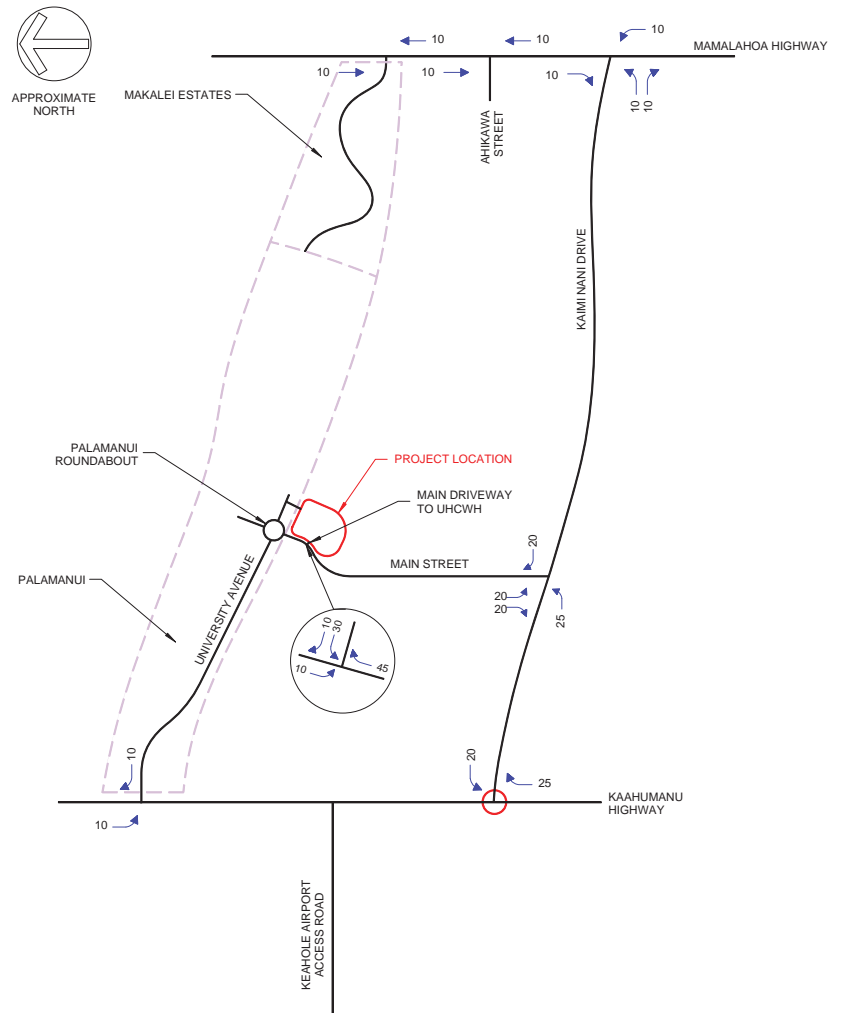 10
10
10
MAMALAHOA HIGHWAY
APPROXIMATE
NORTH
10
10
10
10
10
MAKALEI ESTATES
AHIKAWA
STREET
KAIMI NANI DRIVE
PALAMANUI
ROUNDABOUT
PROJECT LOCATION
MAIN DRIVEWAY
TO UHCWH
MAIN STREET
20
PALAMANUI
UNIVERSITY AVENUE
20
20
25
10
30
10
45
10
20
25
10
KAAHUMANU
HIGHWAY
KEAHOLE AIRPORT
ACCESS ROAD